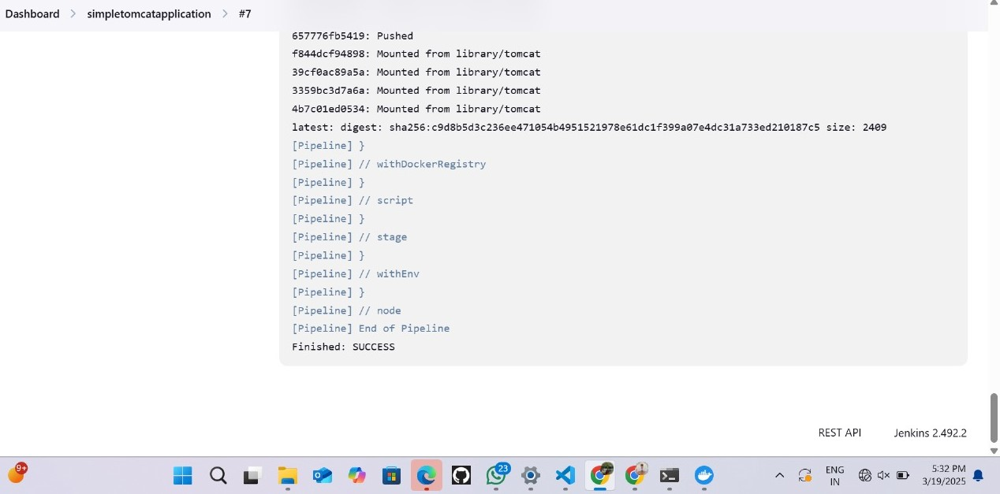 Dashboard > simpletomcatapplication > #7
657776fb5419: Pushed
f844dcf94898: Mounted from library/tomcat
39cf0ac89a5a: Mounted from library/tomcat
3359bc3d7a6a: Mounted from library/tomcat
4b7c01ed0534: Mounted from library/tomcat
latest: digest: sha256:c9d8b5d3c236ee471054b4951521978e61dc1f399a07e4dc31a733ed210187c5 size: 2409
[Pipeline] }
[Pipeline] // withDockerRegistry
[Pipeline] }
[Pipeline] // script
[Pipeline] }
[Pipeline] // stage
[Pipeline] }
[Pipeline] // withEnv
[Pipeline] }
[Pipeline] // node
[Pipeline] End of Pipeline
Finished: SUCCESS
REST API Jenkins 2.492.2
9+
23
ENG
IN
5:32 PM
3/19/2025